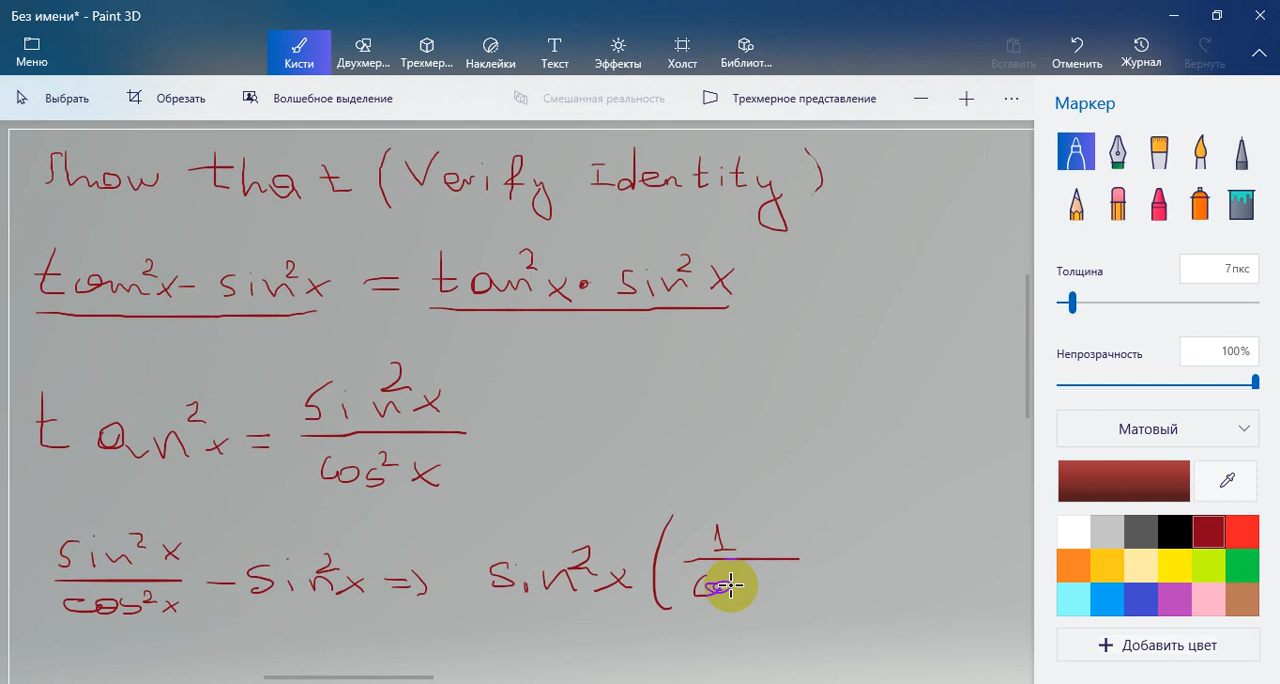 Без имени* - Paint 3D
Меню
Кисти
Двухмер...
Трехмер...
Наклейки
Текст
Эффекты
Холст
Библиот...
Вставить
Отменить
Журнал
Вернуть
Выбрать
Обрезать
Волшебное выделение
Смешанная реальность
Трехмерное представление
Маркер
Толщина
7пкс
Непрозрачность
100%
Матовый
Добавить цвет
Show that (Verify Identity)
tan²x - sin²x = tan²x · sin²x
tan²x = sin²x / cos²x
sin²x / cos²x - sin²x => sin²x ( 1 /